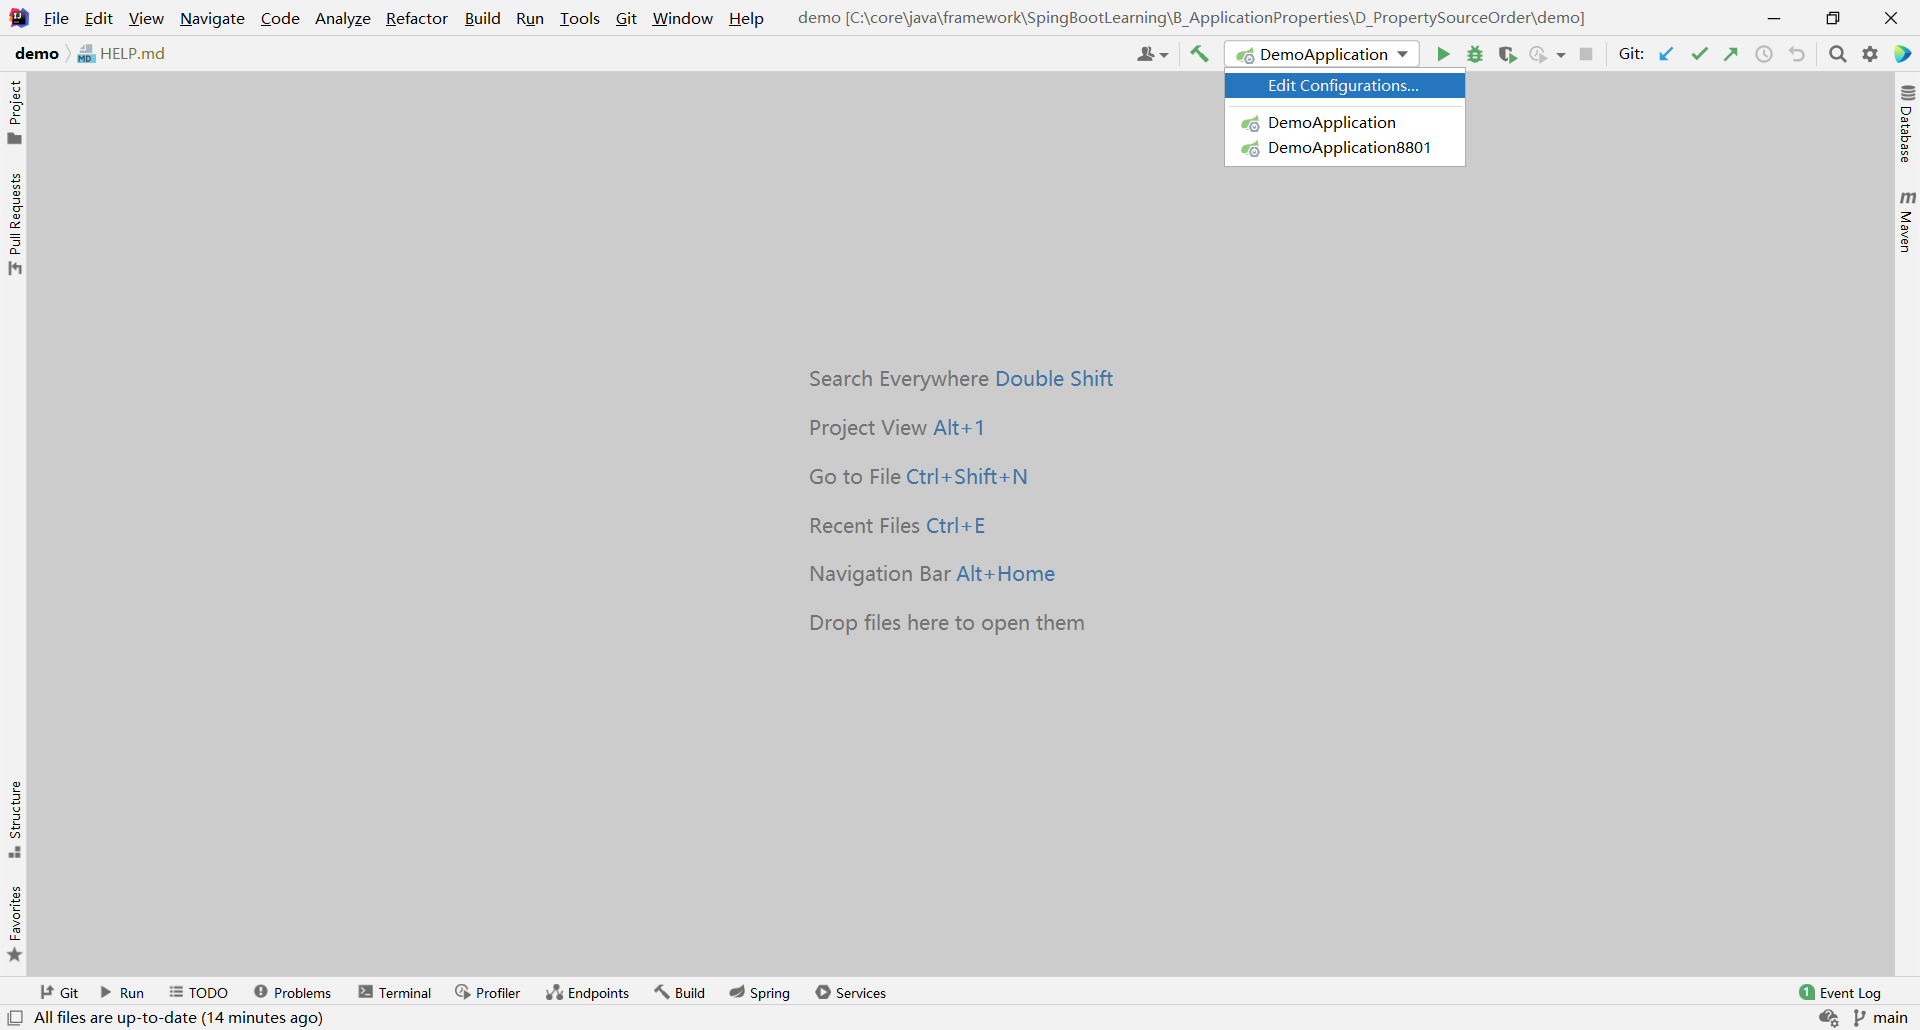 File Edit View Navigate Code Analyze Refactor Build Run Tools Git Window Help demo [C:\core\java\framework\SpingBootLearning\B_ApplicationProperties\D_PropertySourceOrder\demo]
demo HELP.md DemoApplication Git:
Edit Configurations...
DemoApplication
DemoApplication8801
Project
Pull Requests
Structure
Favorites
Database
Maven
Search Everywhere Double Shift
Project View Alt+1
Go to File Ctrl+Shift+N
Recent Files Ctrl+E
Navigation Bar Alt+Home
Drop files here to open them
Git Run TODO Problems Terminal Profiler Endpoints Build Spring Services 1 Event Log
All files are up-to-date (14 minutes ago) main